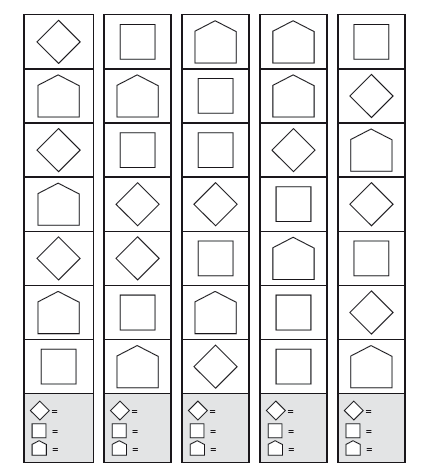 = = = = =
= = = = =
= = = = =